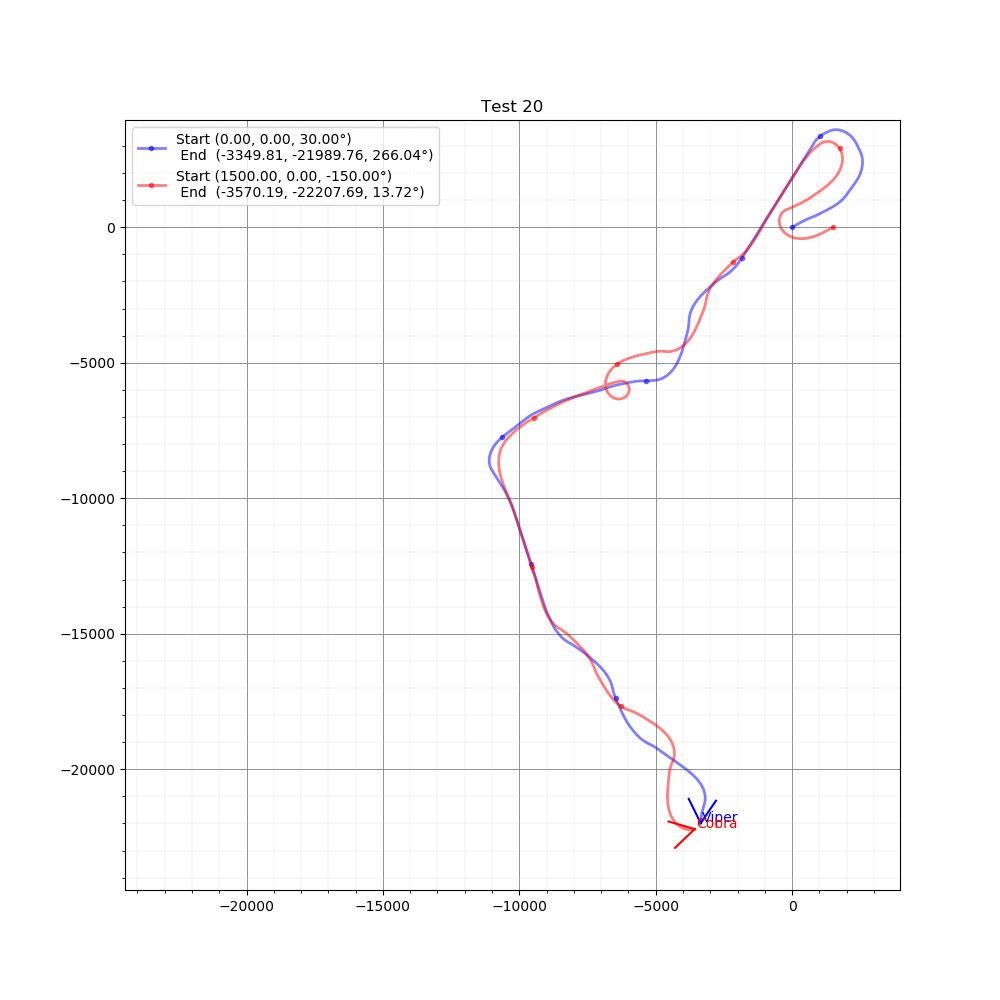 Test 20
Start (0.00, 0.00, 30.00°)
End (-3349.81, -21989.76, 266.04°)
Start (1500.00, 0.00, -150.00°)
End (-3570.19, -22207.69, 13.72°)
0
−5000
−10000
−15000
−20000
Viper
Cobra
−20000 −15000 −10000 −5000 0